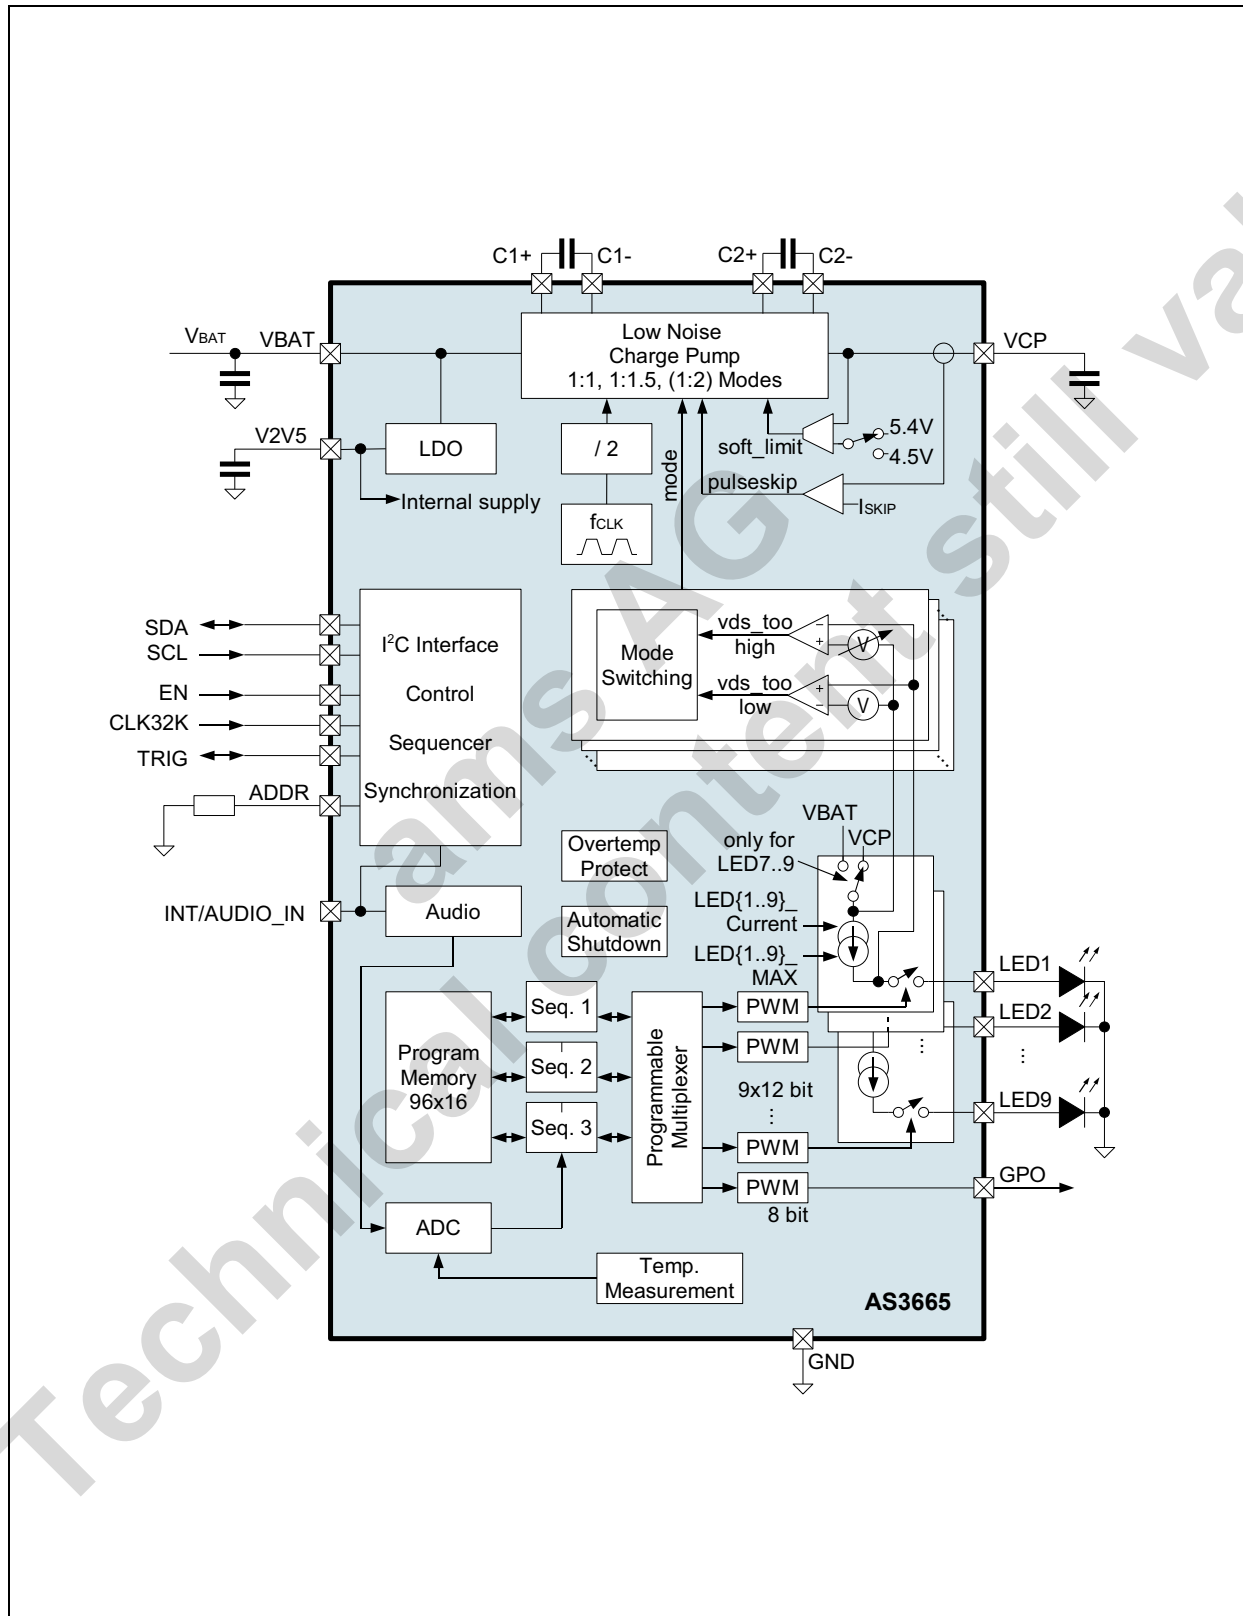 C1+ C1- C2+ C2-
VBAT VBAT
Low Noise
Charge Pump
1:1, 1:1.5, (1:2) Modes
VCP
V2V5
LDO
/ 2
mode
soft_limit
5.4V
4.5V
pulseskip
ISKIP
Internal supply
fCLK
SDA
SCL
EN
CLK32K
TRIG
ADDR
I2C Interface
Control
Sequencer
Synchronization
Mode
Switching
vds_too
high
- +
V
vds_too
low
+ -
V
VBAT
VCP
only for
LED7..9
Overtemp
Protect
Automatic
Shutdown
INT/AUDIO_IN
Audio
LED{1..9}_
Current
LED{1..9}_
MAX
LED1
LED2
⋮
LED9
Program
Memory
96x16
Seq. 1
Seq. 2
Seq. 3
Programmable
Multiplexer
PWM
PWM
9x12 bit
⋮
PWM
PWM
8 bit
GPO
ADC
Temp.
Measurement
AS3665
GND
ams AG
Technical content still va